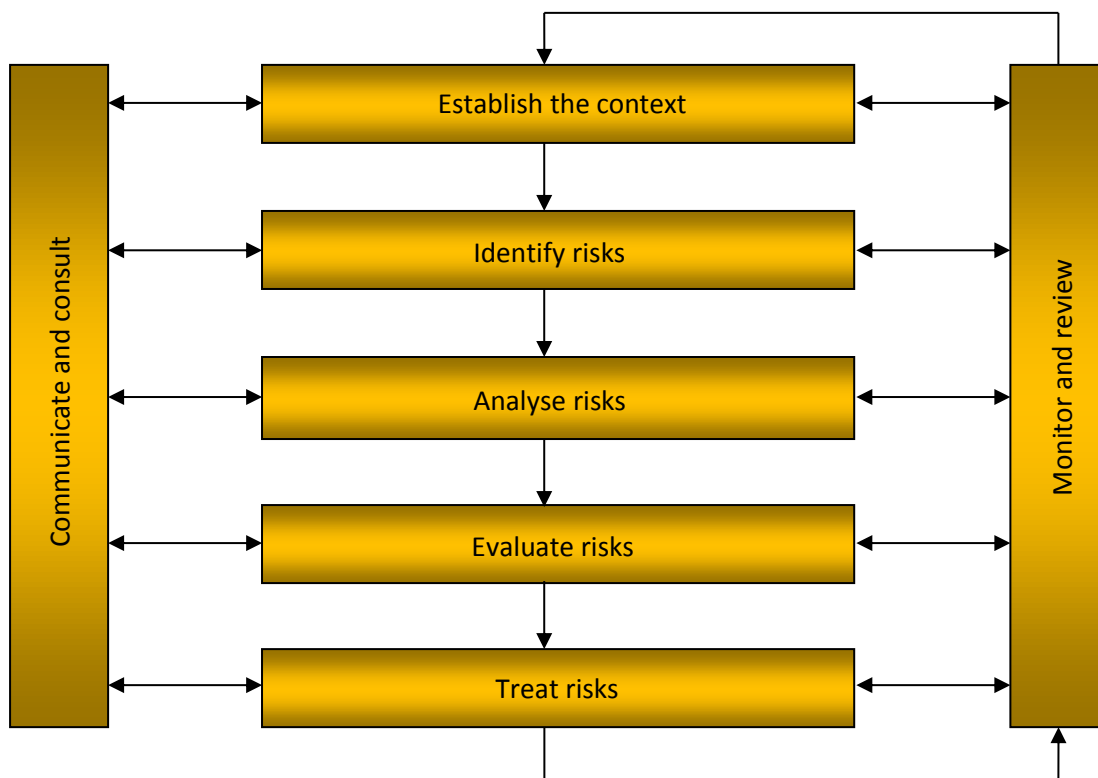 Establish the context
Identify risks
Analyse risks
Evaluate risks
Treat risks
Communicate and consult
Monitor and review